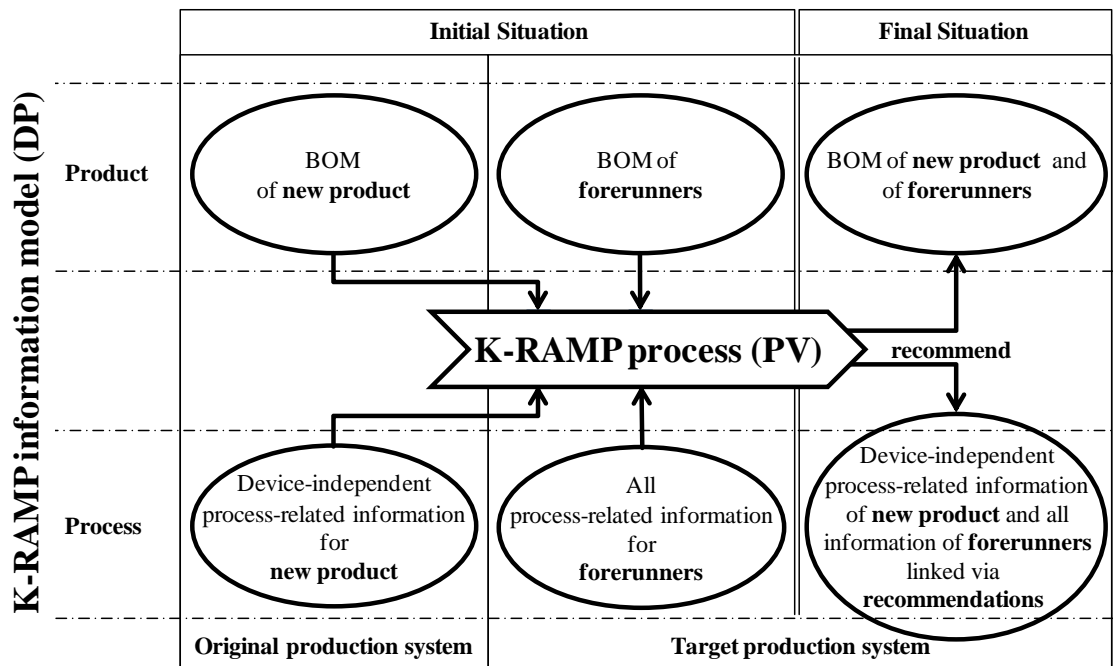 K-RAMP information model (DP)
Initial Situation
Final Situation
Product
BOM
of new product
BOM of
forerunners
BOM of new product and
of forerunners
K-RAMP process (PV)
recommend
Process
Device-independent
process-related information
for
new product
All
process-related information
for
forerunners
Device-independent
process-related information
of new product and all
information of forerunners
linked via
recommendations
Original production system
Target production system